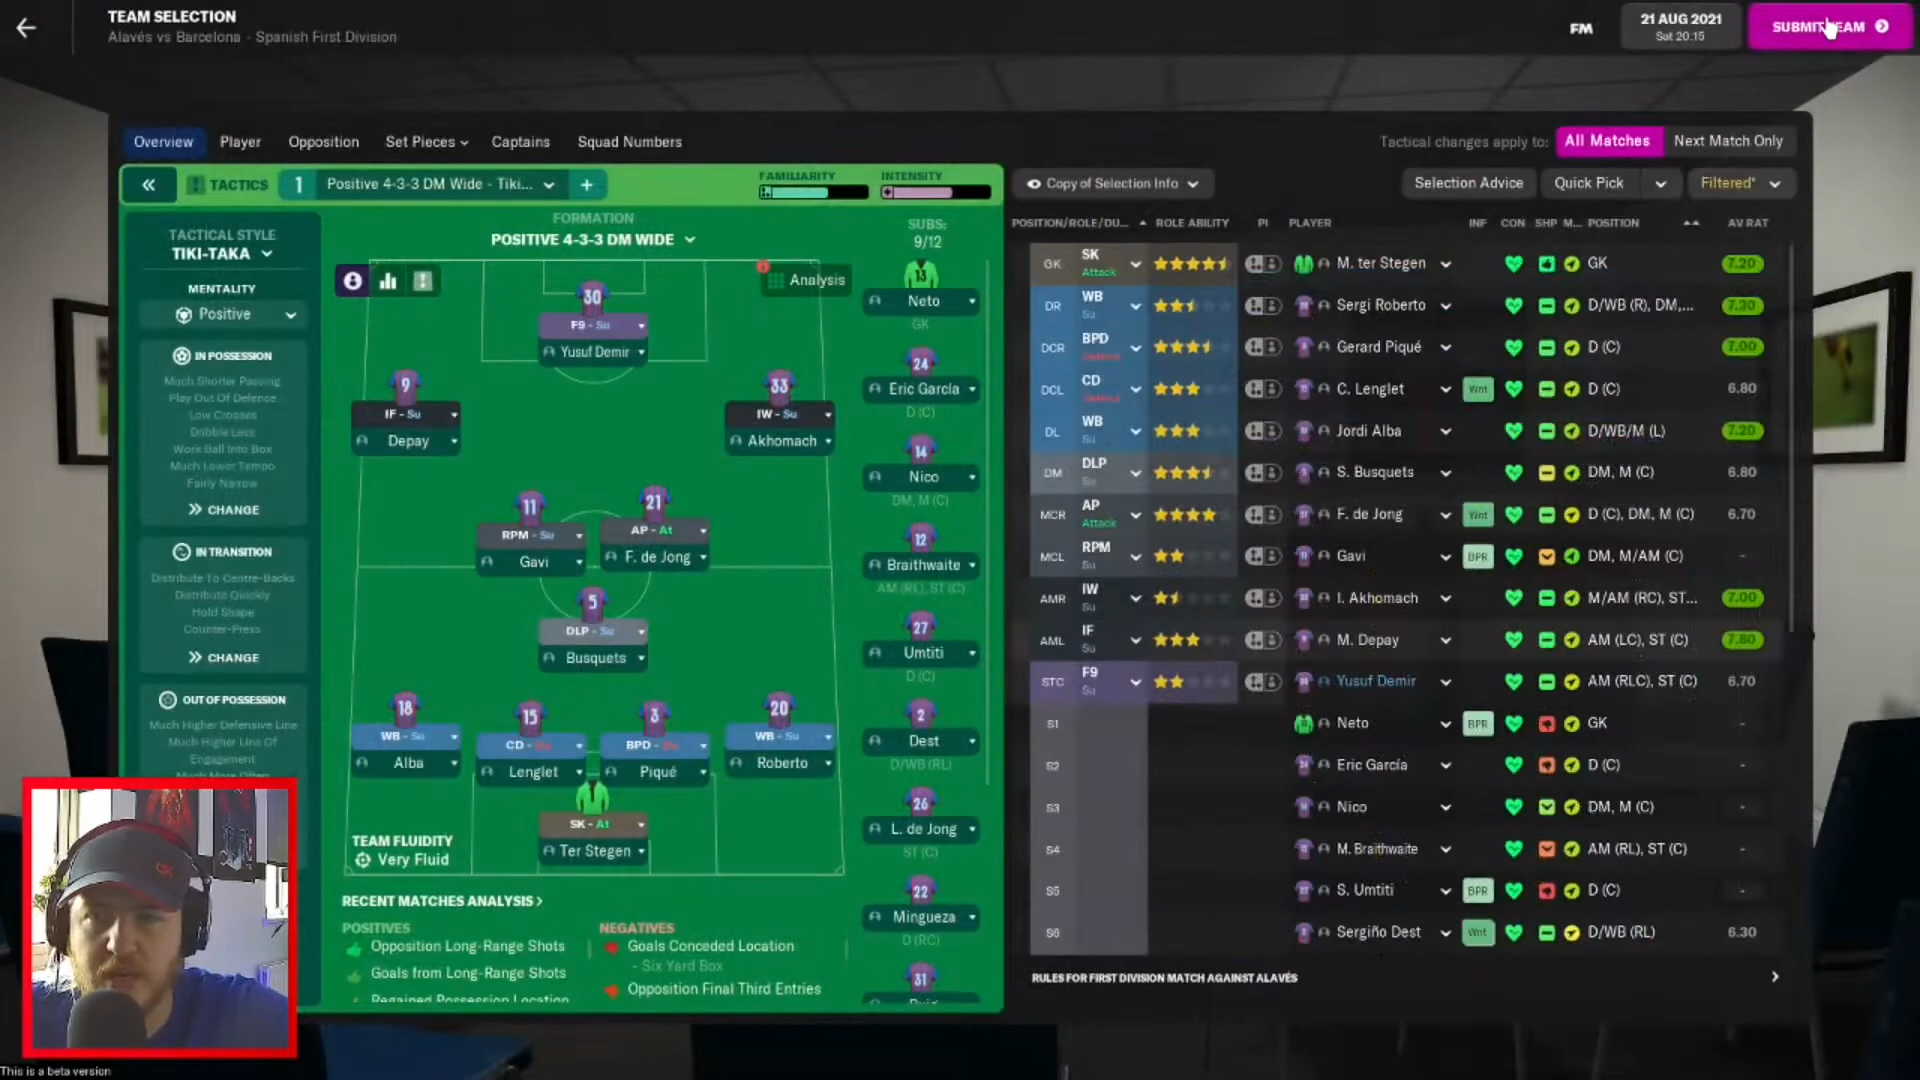 TEAM SELECTION
Alavés vs Barcelona - Spanish First Division
FM
21 AUG 2021
Sat 20:15
Overview
Player
Opposition
Set Pieces
Captains
Squad Numbers
Tactical changes apply to:
All Matches
Next Match Only
TACTICS
1
Positive 4-3-3 DM Wide - Tiki...
FAMILIARITY
INTENSITY
Copy of Selection Info
Selection Advice
Quick Pick
Filtered*
TACTICAL STYLE
TIKI-TAKA
MENTALITY
Positive
IN POSSESSION
Much Shorter Passing
Play Out Of Defence
Low Crosses
Dribble Less
Work Ball Into Box
Much Lower Tempo
Fairly Narrow
CHANGE
IN TRANSITION
Distribute To Centre-Backs
Distribute Quickly
Hold Shape
Counter-Press
CHANGE
OUT OF POSSESSION
Much Higher Defensive Line
Much Higher Line Of
Engagement
Much More Often
FORMATION
POSITIVE 4-3-3 DM WIDE
Analysis
30
F9 - Su
Yusuf Demir
9
IF - Su
Depay
33
IW - Su
Akhomach
11
RPM - Su
Gavi
21
AP - At
F. de Jong
5
DLP - Su
Busquets
18
WB - Su
Alba
15
CD -
Lenglet
3
BPD -
Piqué
20
WB - Su
Roberto
SK - At
Ter Stegen
TEAM FLUIDITY
Very Fluid
RECENT MATCHES ANALYSIS
POSITIVES
Opposition Long-Range Shots
Goals from Long-Range Shots
Regained Possession Location
NEGATIVES
Goals Conceded Location
- Six Yard Box
Opposition Final Third Entries
SUBS:
9/12
13
Neto
GK
24
Eric García
D (C)
14
Nico
DM, M (C)
12
Braithwaite
AM (RL), ST (C)
27
Umtiti
D (C)
2
Dest
D/WB (RL)
26
L. de Jong
ST (C)
22
Mingueza
D (RC)
31
POSITION/ROLE/DU... ROLE ABILITY PI PLAYER INF CON SHP M... POSITION AV RAT
GK SK Attack M. ter Stegen GK 7.20
DR WB Su Sergi Roberto D/WB (R), DM,... 7.30
DCR BPD Gerard Piqué D (C) 7.00
DCL CD C. Lenglet Wnt D (C) 6.80
DL WB Su Jordi Alba D/WB/M (L) 7.20
DM DLP Su S. Busquets DM, M (C) 6.80
MCR AP Attack F. de Jong Wnt D (C), DM, M (C) 6.70
MCL RPM Su Gavi BPR DM, M/AM (C) -
AMR IW Su I. Akhomach M/AM (RC), ST... 7.00
AML IF Su M. Depay AM (LC), ST (C) 7.80
STC F9 Su Yusuf Demir AM (RLC), ST (C) 6.70
S1 Neto BPR GK -
S2 Eric García D (C) -
S3 Nico DM, M (C) -
S4 M. Braithwaite AM (RL), ST (C) -
S5 S. Umtiti BPR D (C) -
S6 Sergiño Dest Wnt D/WB (RL) 6.30
RULES FOR FIRST DIVISION MATCH AGAINST ALAVÉS
This is a beta version